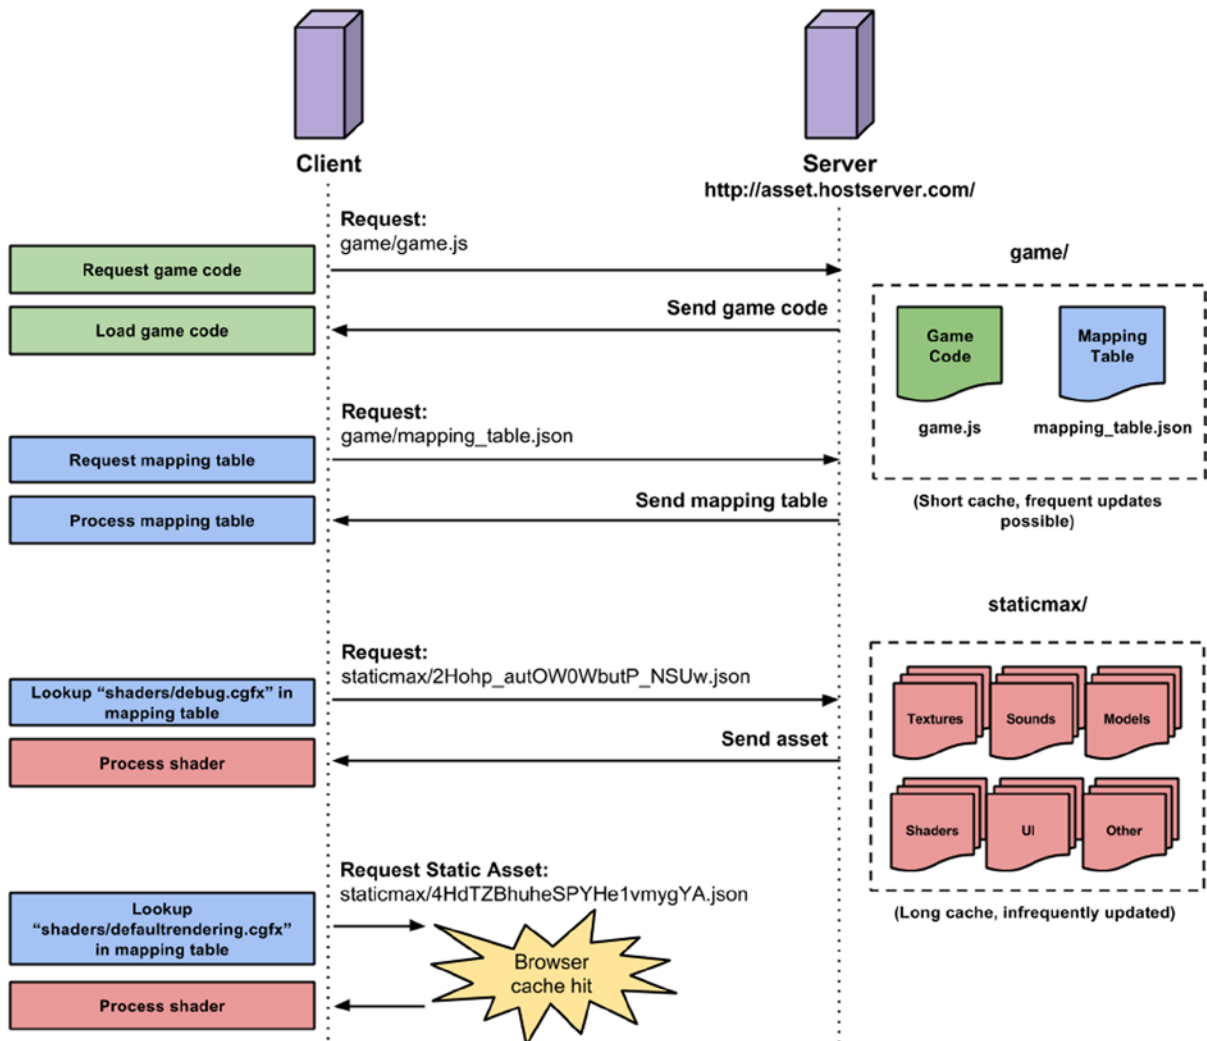 Client
Server
http://asset.hostserver.com/
Request:
game/game.js
Request game code
Send game code
Load game code
game/
Game
Code
Mapping
Table
game.js
mapping_table.json
(Short cache, frequent updates
possible)
Request:
game/mapping_table.json
Request mapping table
Send mapping table
Process mapping table
staticmax/
Request:
staticmax/2Hohp_autOW0WbutP_NSUw.json
Lookup “shaders/debug.cgfx” in
mapping table
Send asset
Process shader
Textures
Sounds
Models
Shaders
UI
Other
(Long cache, infrequently updated)
Request Static Asset:
staticmax/4HdTZBhuheSPYHe1vmygYA.json
Lookup
“shaders/defaultrendering.cgfx”
in mapping table
Browser
cache hit
Process shader